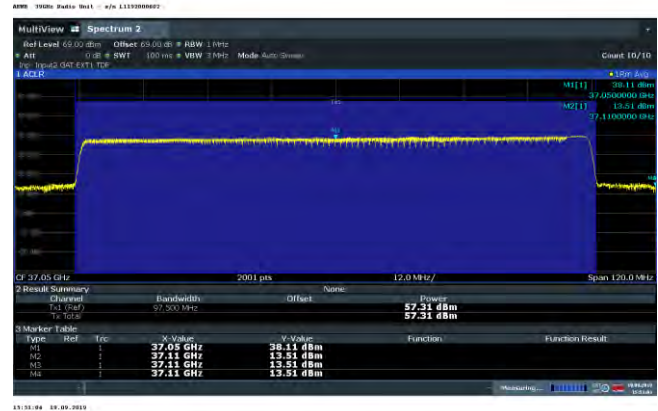 MultiView Spectrum 2
Ref Level 69.00 dBm Offset 69.00 dB RBW 1 MHz
Att 0 dB SWT 100 ms VBW 3 MHz Mode Auto Sweep
Count 10/10
1 ACLR
1Rm Avg
M1[1] 38.11 dBm
37.0500000 GHz
M2[1] 13.51 dBm
37.1100000 GHz
CF 37.05 GHz 2001 pts 12.0 MHz/ Span 120.0 MHz
2 Result Summary None
Channel Bandwidth Offset Power
Tx1 (Ref) 97.500 MHz 57.31 dBm
Tx Total 57.31 dBm
3 Marker Table
Type Ref Trc X-Value Y-Value Function Function Result
M1 1 37.05 GHz 38.11 dBm
M2 1 37.11 GHz 13.51 dBm
M3 1 37.11 GHz 13.51 dBm
M4 1 37.11 GHz 13.51 dBm
Measuring...